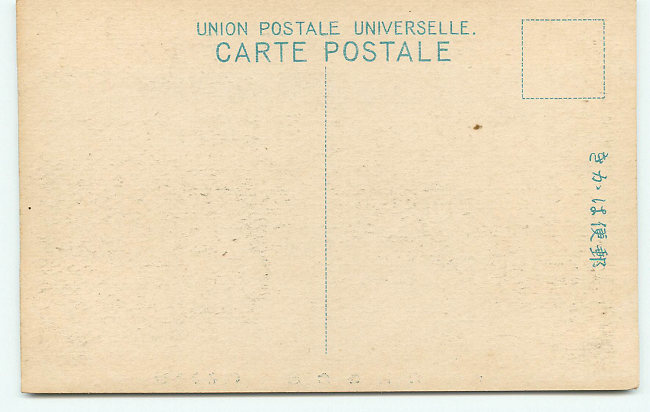 UNION POSTALE UNIVERSELLE.
CARTE POSTALE
郵便はかき